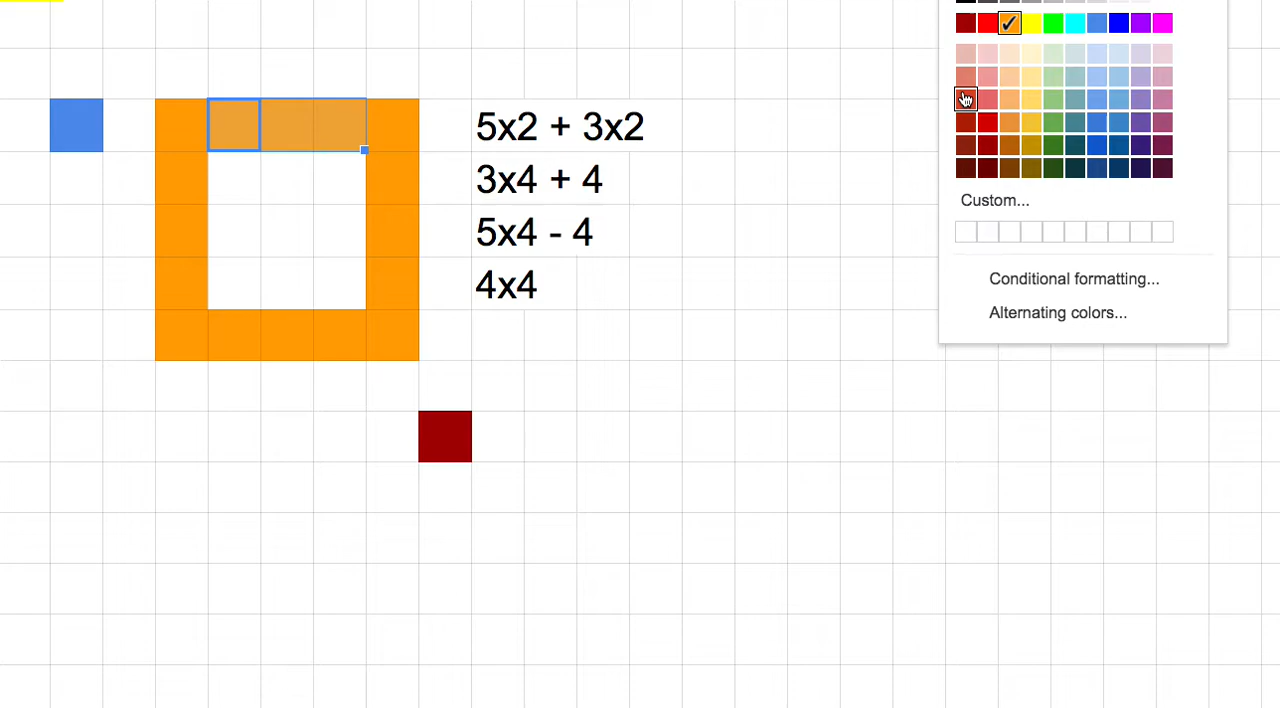 5x2 + 3x2
3x4 + 4
5x4 - 4
4x4
Custom...
Conditional formatting...
Alternating colors...